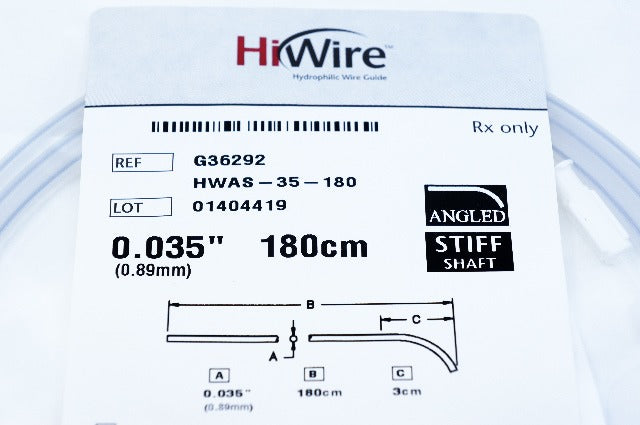 HiWire™
Hydrophilic Wire Guide
Rx only
REF G36292
HWAS-35-180
LOT 01404419
ANGLED
0.035" 180cm
(0.89mm)
STIFF
SHAFT
B
C
A
A B C
0.035" 180cm 3cm
(0.89mm)